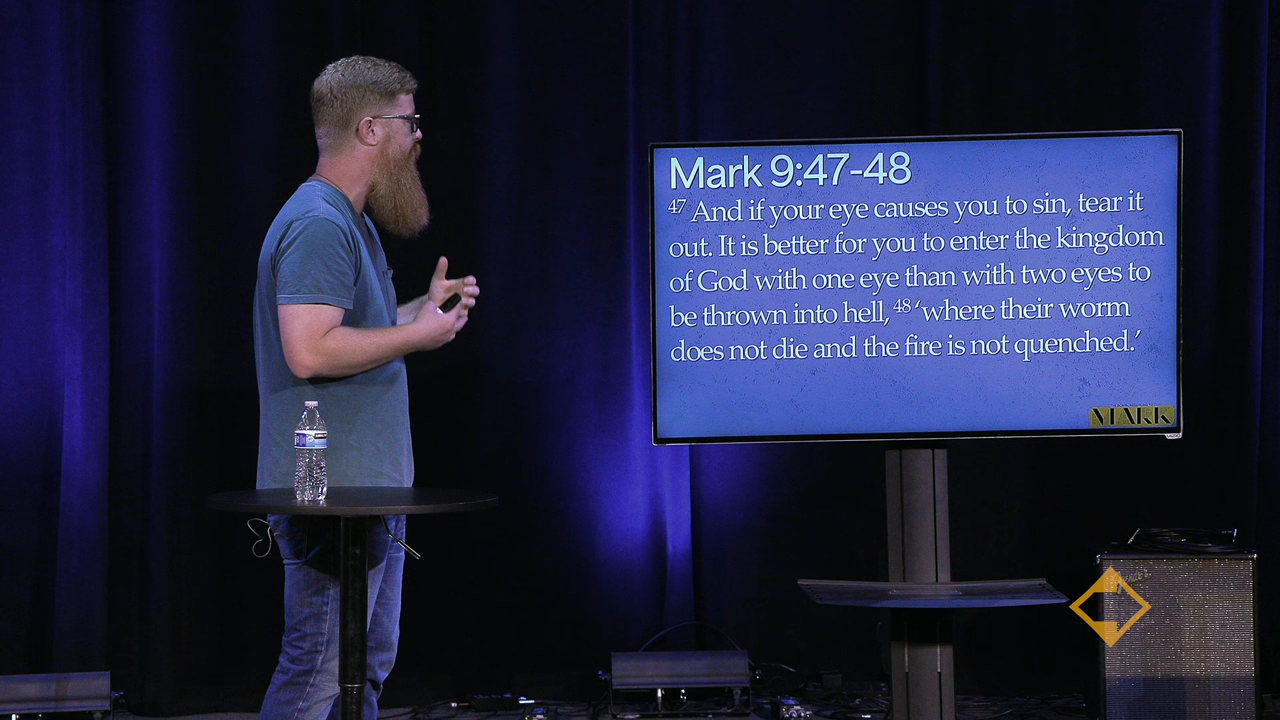 Mark 9:47-48
47 And if your eye causes you to sin, tear it
out. It is better for you to enter the kingdom
of God with one eye than with two eyes to
be thrown into hell, 48 ‘where their worm
does not die and the fire is not quenched.’
MARK
VIZIO
Fender